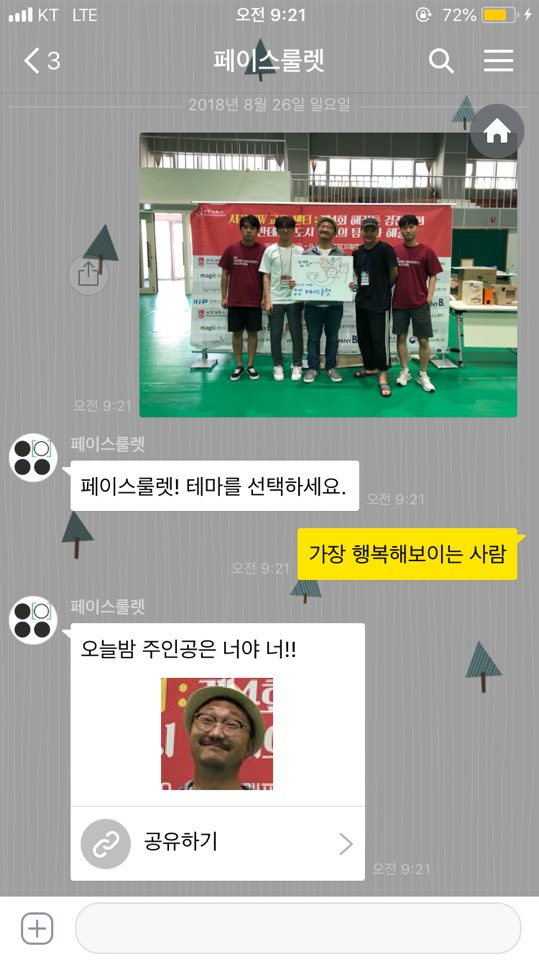 KT LTE 오전 9:21 72%
3 페이스룰렛
2018년 8월 26일 일요일
magic
HiP
오전 9:21
페이스룰렛
페이스룰렛! 테마를 선택하세요.
오전 9:21
가장 행복해보이는 사람
오전 9:21
페이스룰렛
오늘밤 주인공은 너야 너!!
공유하기
오전 9:21